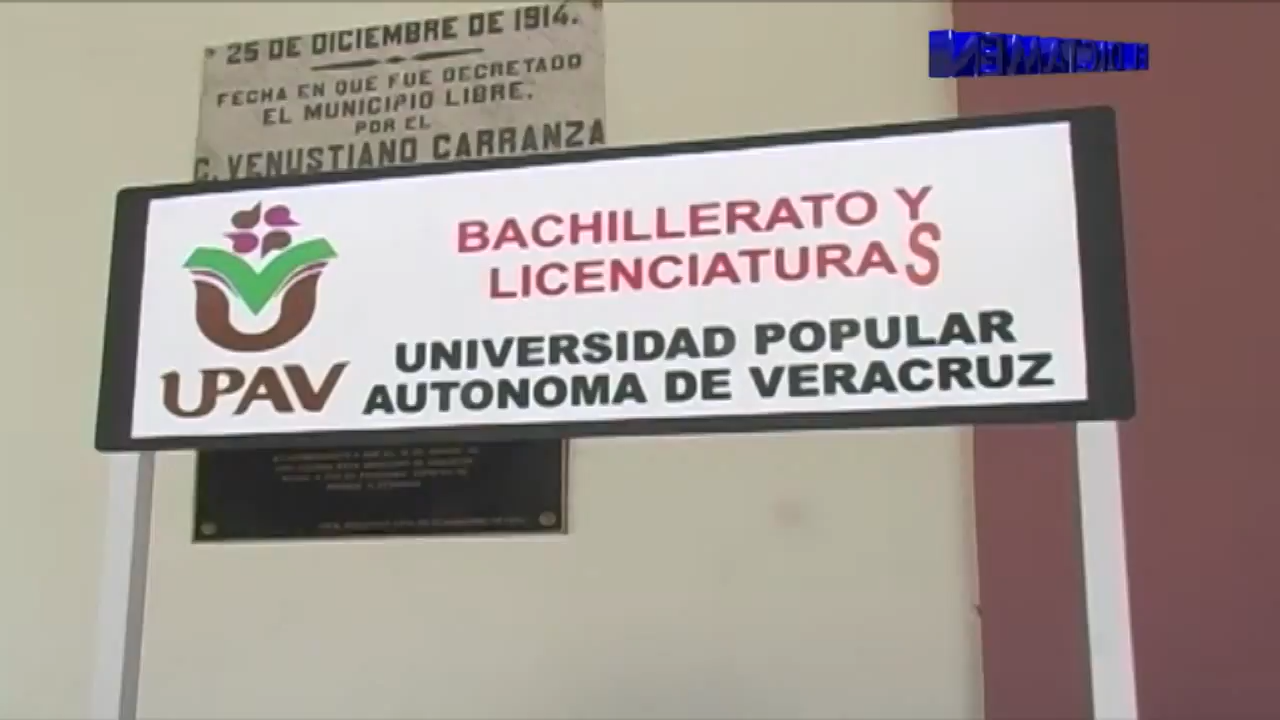 25 DE DICIEMBRE DE 1914.
FECHA EN QUE FUE DECRETADO
EL MUNICIPIO LIBRE.
POR EL
C. VENUSTIANO CARRANZA
BACHILLERATO Y
LICENCIATURAS
UPAV
UNIVERSIDAD POPULAR
AUTONOMA DE VERACRUZ